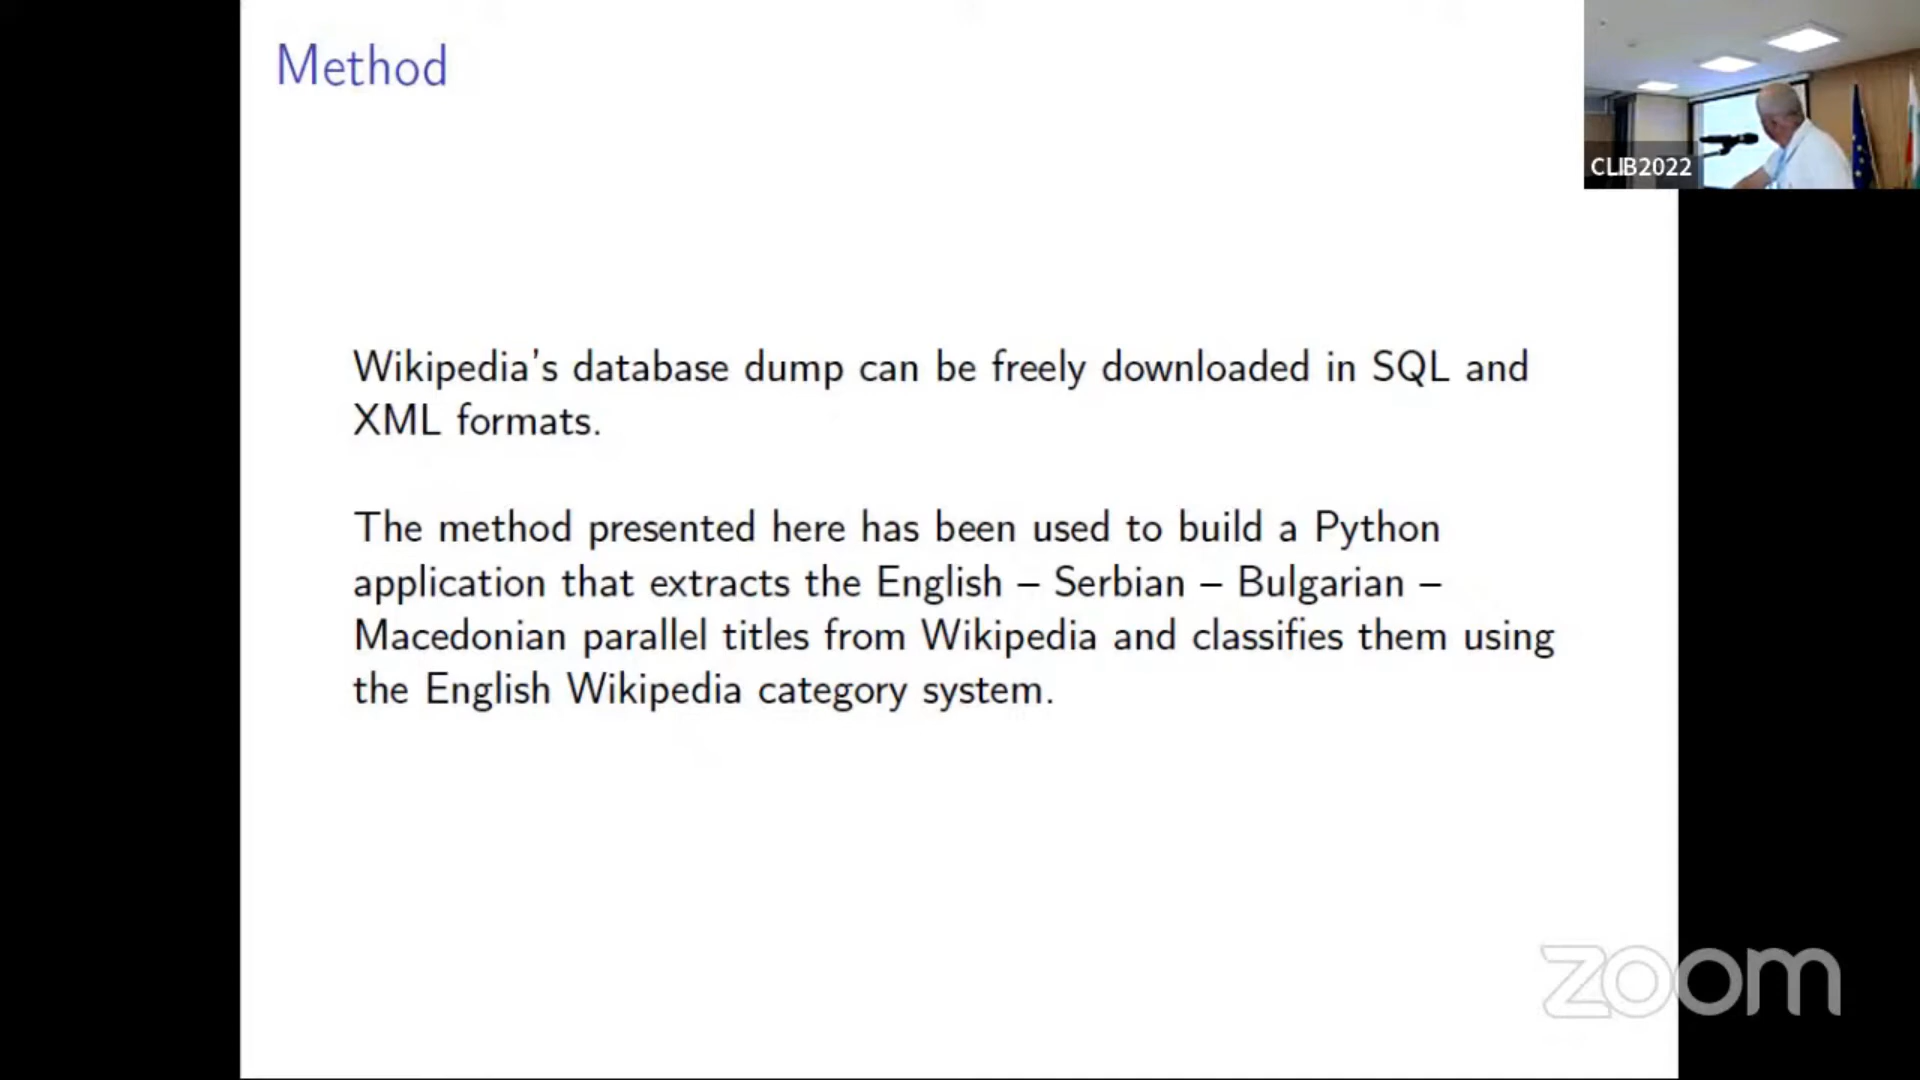 Method
CLIB2022
Wikipedia's database dump can be freely downloaded in SQL and
XML formats.
The method presented here has been used to build a Python
application that extracts the English – Serbian – Bulgarian –
Macedonian parallel titles from Wikipedia and classifies them using
the English Wikipedia category system.
zoom